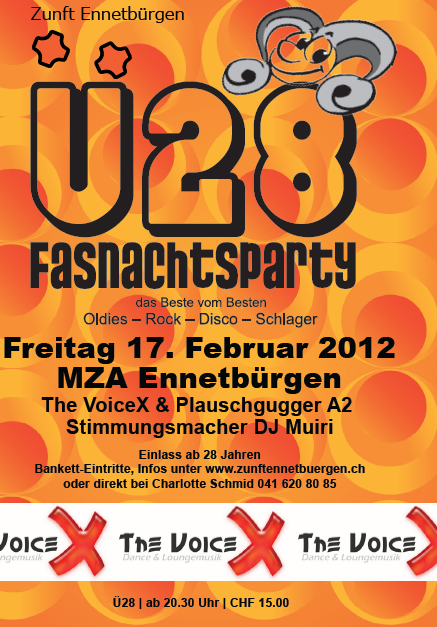 Zunft Ennetbürgen
Ü28
Fasnachtsparty
das Beste vom Besten
Oldies – Rock – Disco – Schlager
Freitag 17. Februar 2012
MZA Ennetbürgen
The VoiceX & Plauschgugger A2
Stimmungsmacher DJ Muiri
Einlass ab 28 Jahren
Bankett-Eintritte, Infos unter www.zunftennetbuergen.ch
oder direkt bei Charlotte Schmid 041 620 80 85
Voice X The Voice X The Voice X
Loungemusik Dance & Loungemusik Dance & Loungemusik
Ü28 | ab 20.30 Uhr | CHF 15.00